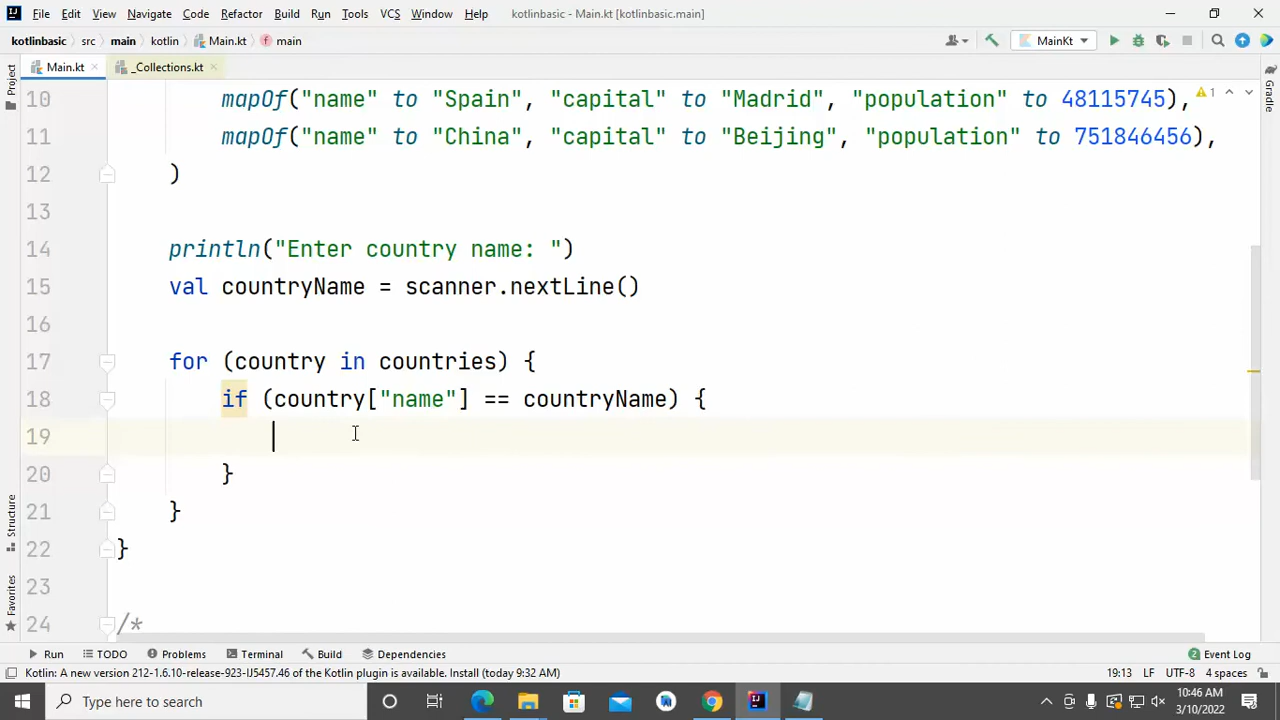 File Edit View Navigate Code Refactor Build Run Tools VCS Window Help kotlinbasic - Main.kt [kotlinbasic.main]
kotlinbasic src main kotlin Main.kt main MainKt
Main.kt _Collections.kt
Project
Gradle
10 mapOf("name" to "Spain", "capital" to "Madrid", "population" to 48115745), 1
11 mapOf("name" to "China", "capital" to "Beijing", "population" to 751846456),
12 )
13
14 println("Enter country name: ")
15 val countryName = scanner.nextLine()
16
17 for (country in countries) {
18 if (country["name"] == countryName) {
19
20 }
21 }
22 }
23
24 /*
Structure
Favorites
Run TODO Problems Terminal Build Dependencies 2 Event Log
Kotlin: A new version 212-1.6.10-release-923-IJ5457.46 of the Kotlin plugin is available. Install (today 9:32 AM) 19:13 LF UTF-8 4 spaces
Type here to search
10:46 AM
3/10/2022